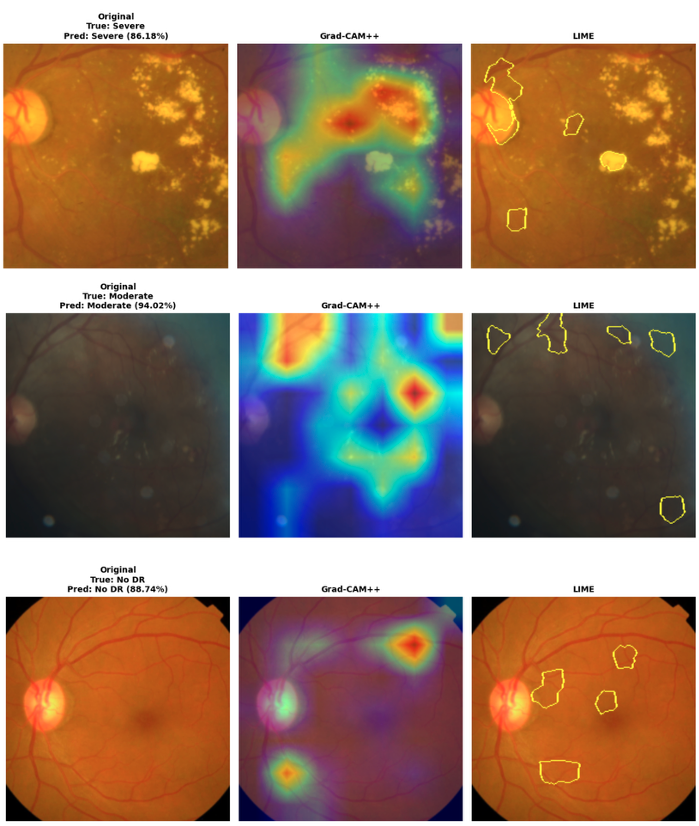 Original
True: Severe
Pred: Severe (86.18%)
Grad-CAM++
LIME
Original
True: Moderate
Pred: Moderate (94.02%)
Grad-CAM++
LIME
Original
True: No DR
Pred: No DR (88.74%)
Grad-CAM++
LIME